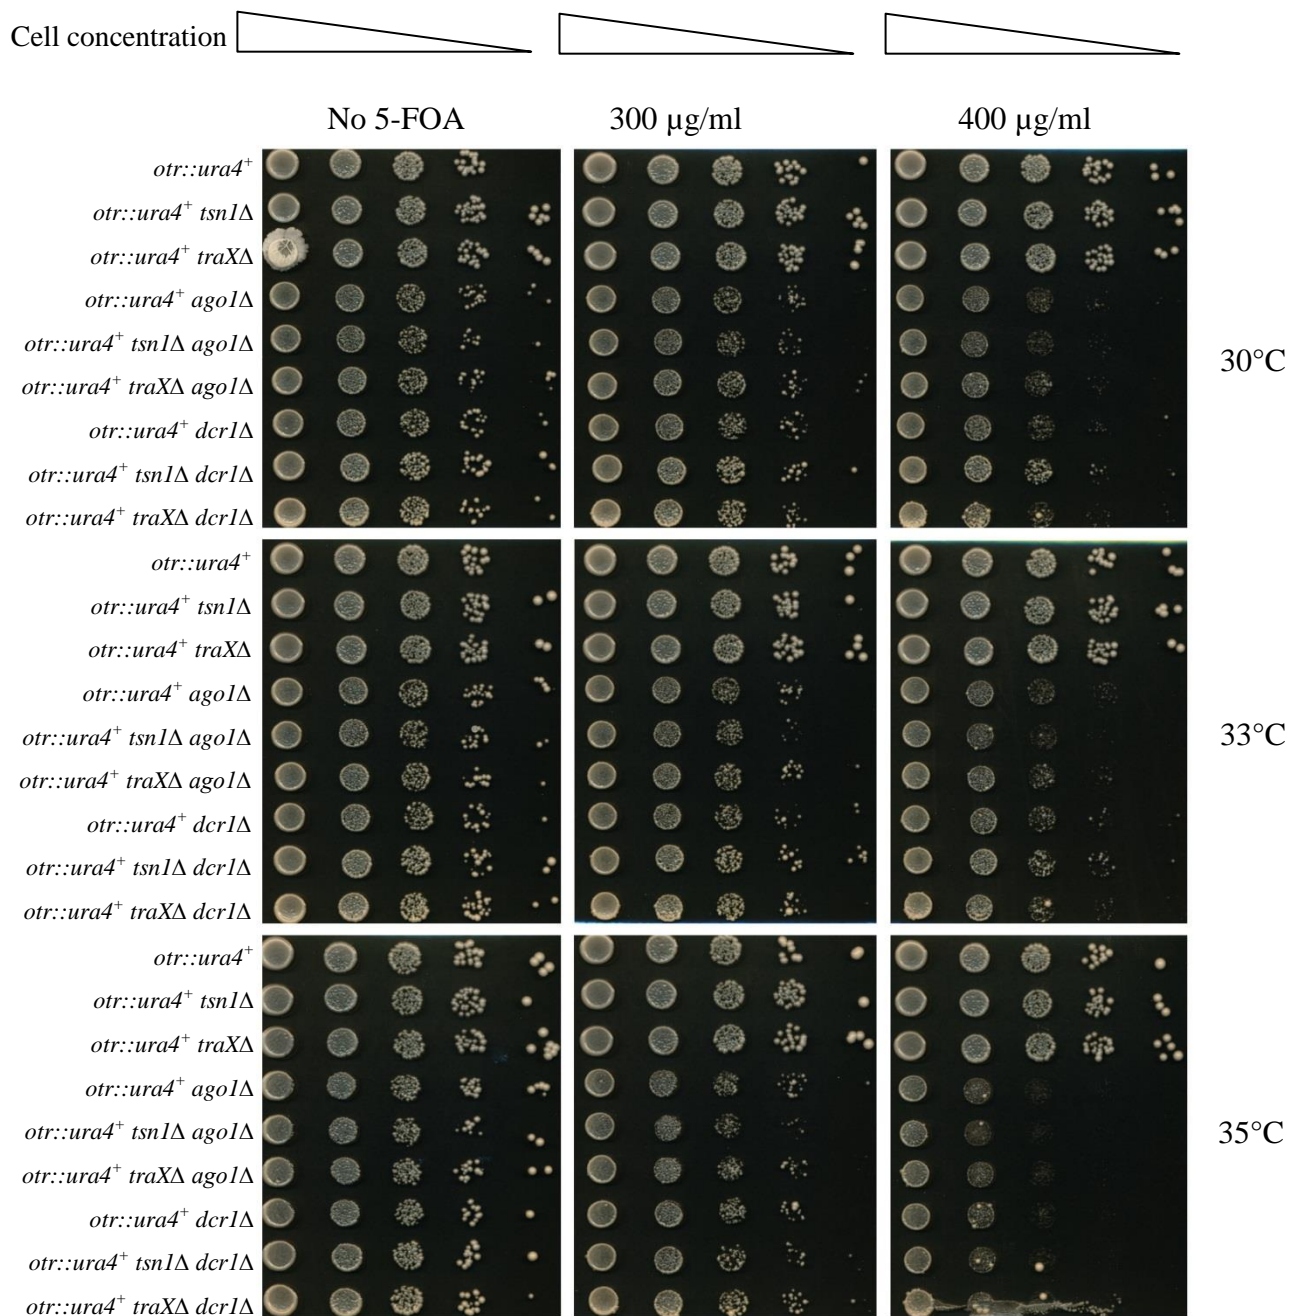 Cell concentration
No 5-FOA 300 µg/ml 400 µg/ml
otr::ura4+
otr::ura4+ tsn1Δ
otr::ura4+ traXΔ
otr::ura4+ ago1Δ
otr::ura4+ tsn1Δ ago1Δ
otr::ura4+ traXΔ ago1Δ
otr::ura4+ dcr1Δ
otr::ura4+ tsn1Δ dcr1Δ
otr::ura4+ traXΔ dcr1Δ
30°C
otr::ura4+
otr::ura4+ tsn1Δ
otr::ura4+ traXΔ
otr::ura4+ ago1Δ
otr::ura4+ tsn1Δ ago1Δ
otr::ura4+ traXΔ ago1Δ
otr::ura4+ dcr1Δ
otr::ura4+ tsn1Δ dcr1Δ
otr::ura4+ traXΔ dcr1Δ
33°C
otr::ura4+
otr::ura4+ tsn1Δ
otr::ura4+ traXΔ
otr::ura4+ ago1Δ
otr::ura4+ tsn1Δ ago1Δ
otr::ura4+ traXΔ ago1Δ
otr::ura4+ dcr1Δ
otr::ura4+ tsn1Δ dcr1Δ
otr::ura4+ traXΔ dcr1Δ
35°C